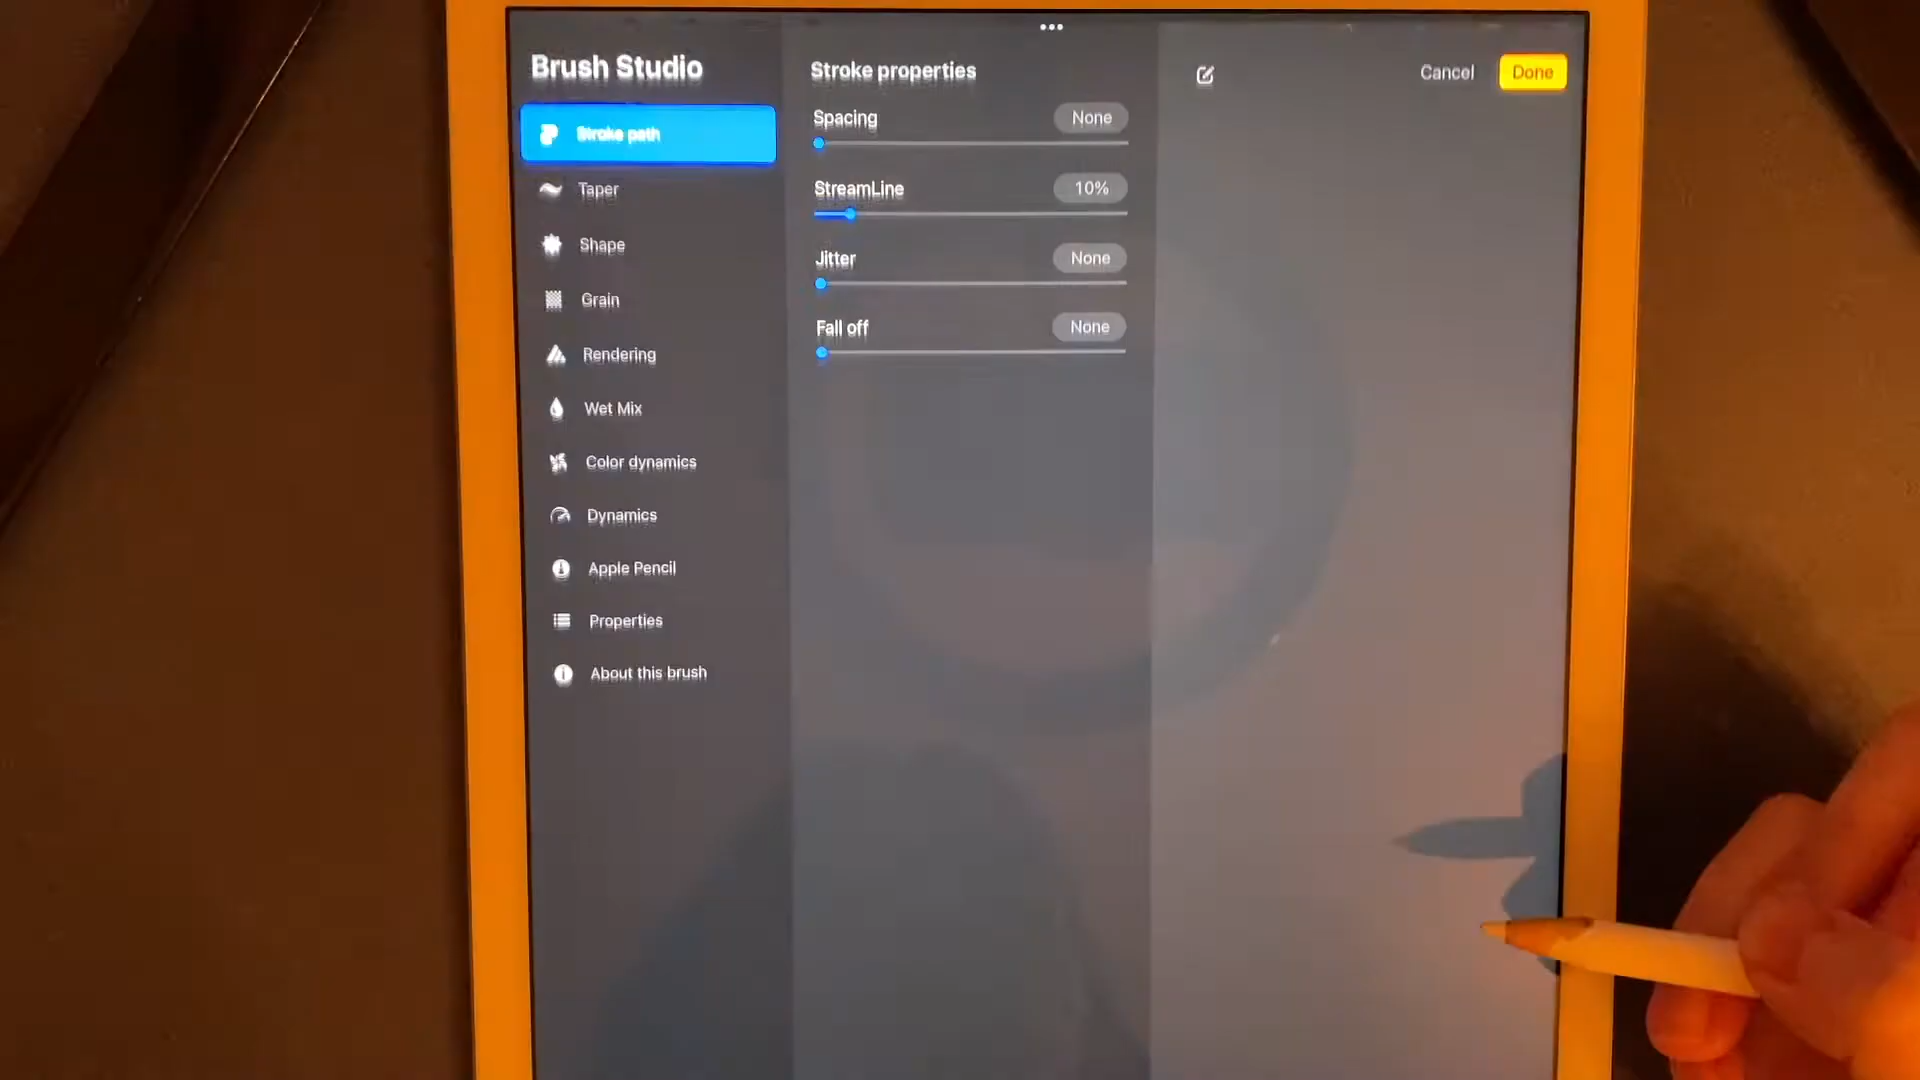 Brush Studio
Stroke path
Taper
Shape
Grain
Rendering
Wet Mix
Color dynamics
Dynamics
Apple Pencil
Properties
About this brush
Stroke properties
Spacing None
StreamLine 10%
Jitter None
Fall off None
Cancel Done